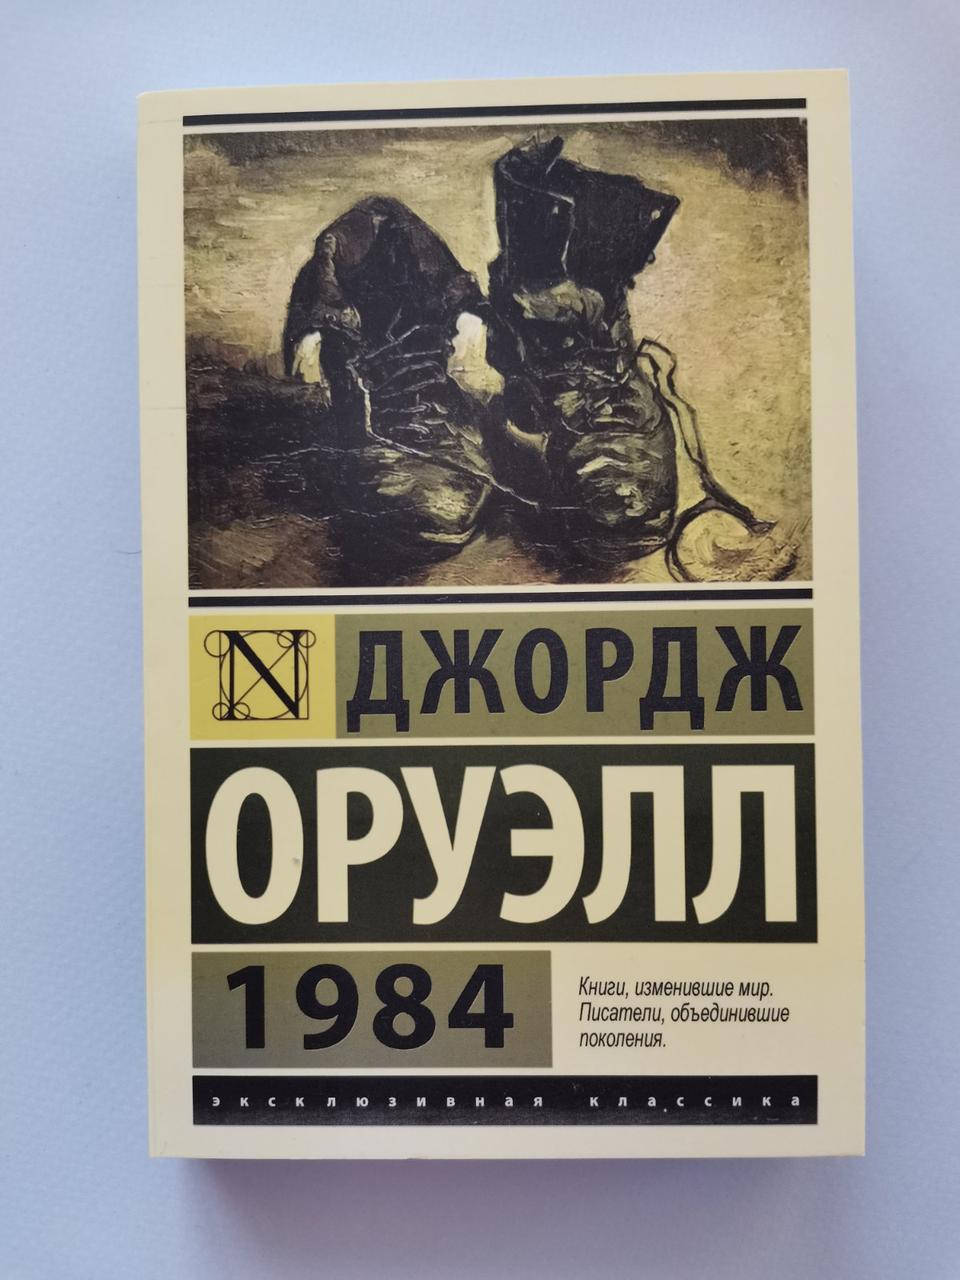 N
ДЖОРДЖ
ОРУЭЛЛ
1984
Книги, изменившие мир.
Писатели, объединившие
поколения.
эксклюзивная классика